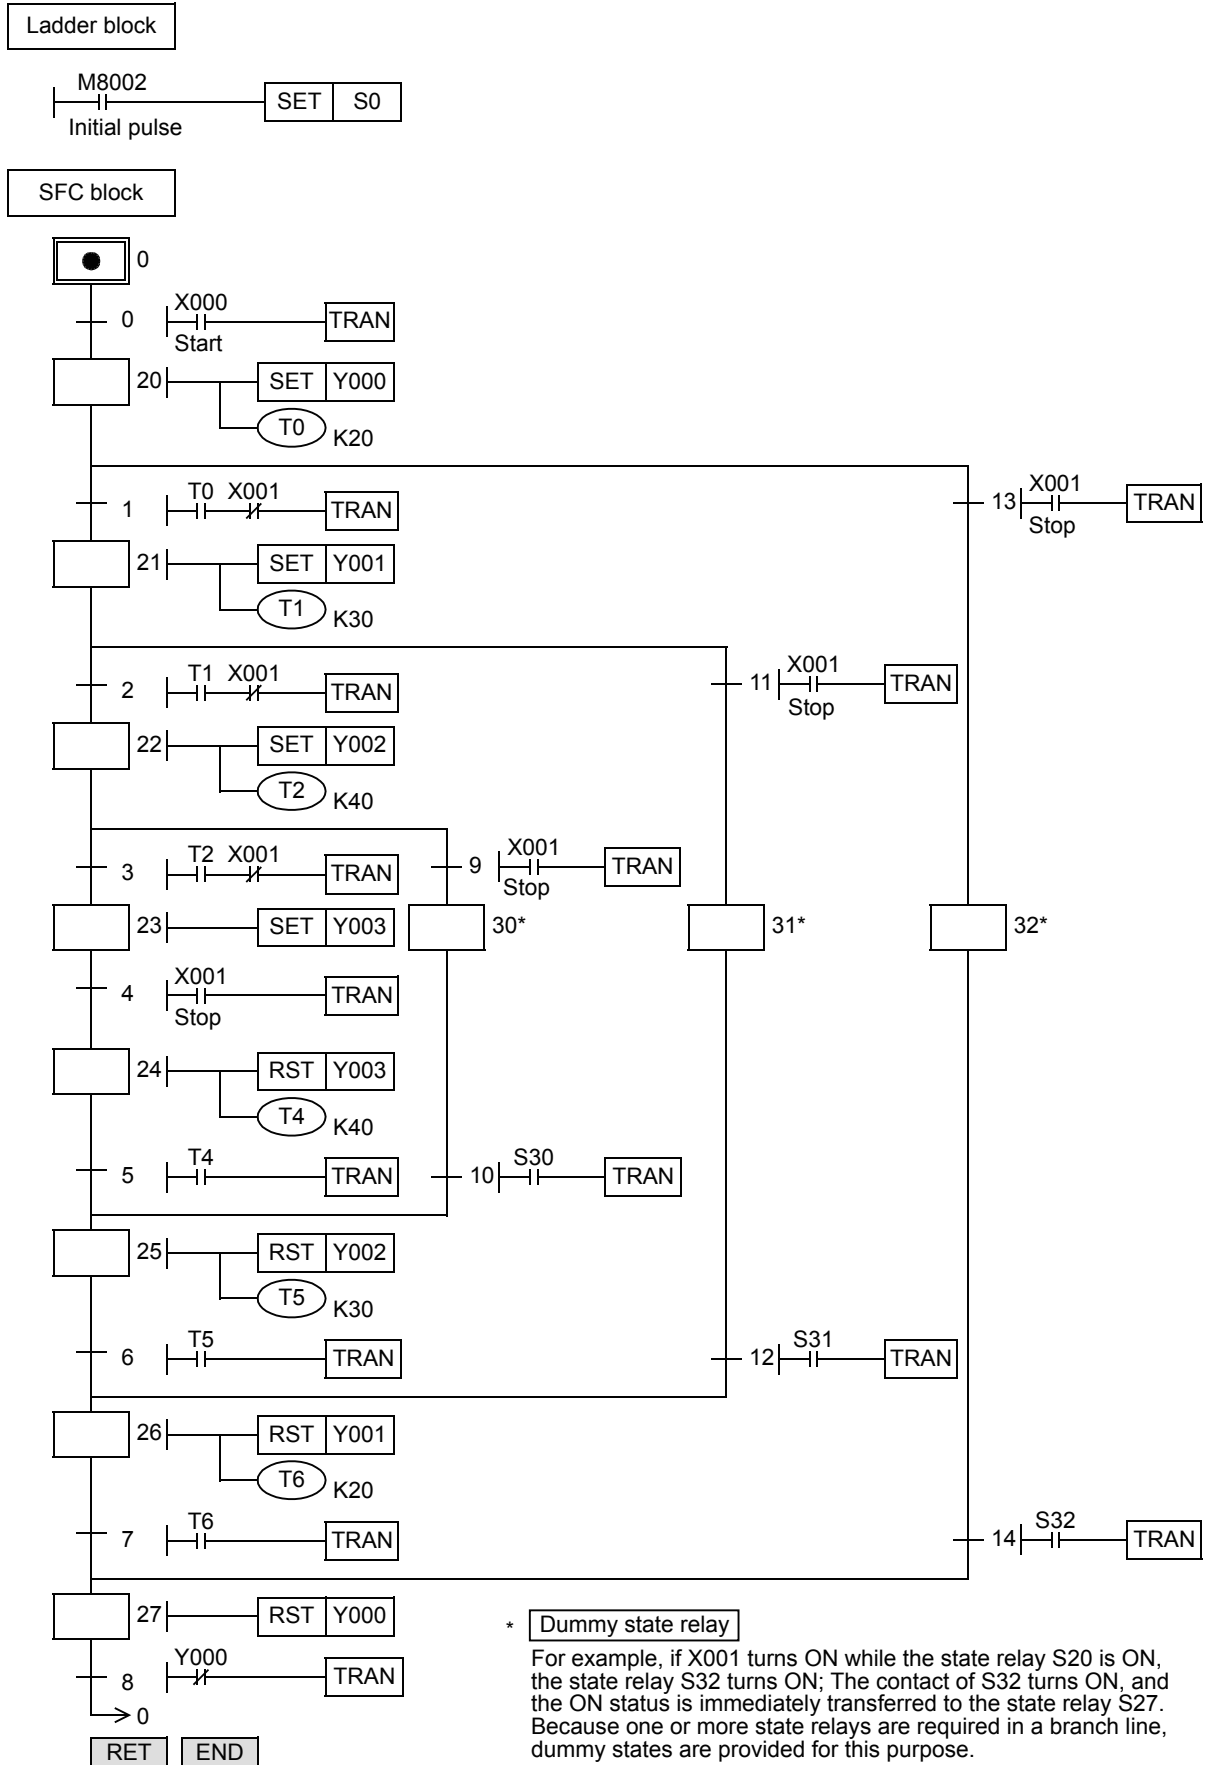 Ladder block
M8002
SET S0
Initial pulse
SFC block
0
X000
0 TRAN
Start
20 SET Y000
T0 K20
T0 X001
1 TRAN
X001
13 TRAN
Stop
21 SET Y001
T1 K30
T1 X001
2 TRAN
X001
11 TRAN
Stop
22 SET Y002
T2 K40
T2 X001
3 TRAN
X001
9 TRAN
Stop
23 SET Y003
30*
31*
32*
X001
4 TRAN
Stop
24 RST Y003
T4 K40
T4
5 TRAN
S30
10 TRAN
25 RST Y002
T5 K30
T5
6 TRAN
S31
12 TRAN
26 RST Y001
T6 K20
T6
7 TRAN
S32
14 TRAN
27 RST Y000
Y000
8 TRAN
0
RET END
* Dummy state relay
For example, if X001 turns ON while the state relay S20 is ON,
the state relay S32 turns ON; The contact of S32 turns ON, and
the ON status is immediately transferred to the state relay S27.
Because one or more state relays are required in a branch line,
dummy states are provided for this purpose.